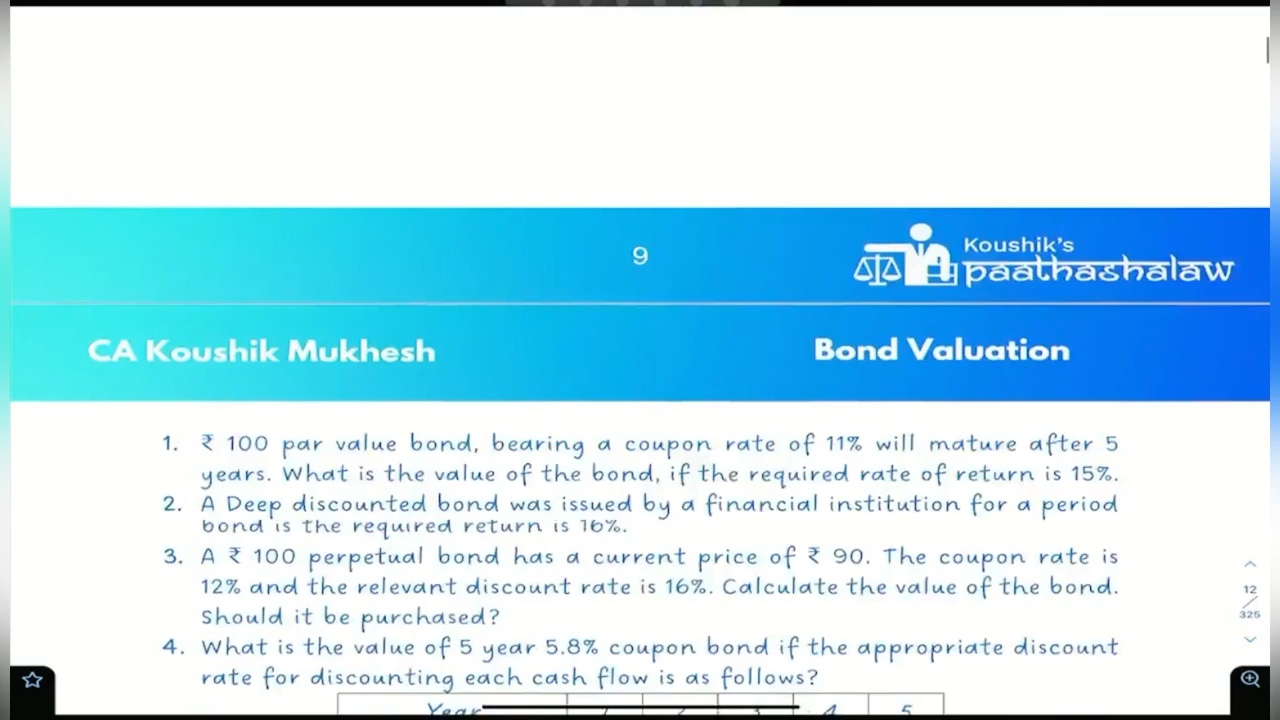 9
Koushik's
paathashalaw
CA Koushik Mukhesh
Bond Valuation
1. ₹ 100 par value bond, bearing a coupon rate of 11% will mature after 5
years. What is the value of the bond, if the required rate of return is 15%.
2. A Deep discounted bond was issued by a financial institution for a period
bond is the required return is 16%.
3. A ₹ 100 perpetual bond has a current price of ₹ 90. The coupon rate is
12% and the relevant discount rate is 16%. Calculate the value of the bond.
Should it be purchased?
12
325
4. What is the value of 5 year 5.8% coupon bond if the appropriate discount
rate for discounting each cash flow is as follows?
Year 1 2 3 4 5